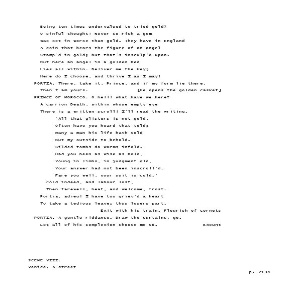 Being ten times undervalued to tried gold?
O sinful thought! Never so rich a gem
Was set in worse than gold. They have in England
A coin that bears the figure of an angel
Stamp'd in gold; but that's insculp'd upon.
But here an angel in a golden bed
Lies all within. Deliver me the key;
Here do I choose, and thrive I as I may!
PORTIA. There, take it, Prince, and if my form lie there,
Then I am yours. [He opens the golden casket]
PRINCE OF MOROCCO. O hell! what have we here?
A carrion Death, within whose empty eye
There is a written scroll! I'll read the writing.
'All that glisters is not gold,
Often have you heard that told;
Many a man his life hath sold
But my outside to behold.
Gilded tombs do worms infold.
Had you been as wise as bold,
Young in limbs, in judgment old,
Your answer had not been inscroll'd.
Fare you well, your suit is cold.'
Cold indeed, and labour lost,
Then farewell, heat, and welcome, frost.
Portia, adieu! I have too griev'd a heart
To take a tedious leave; thus losers part.
Exit with his train. Flourish of cornets
PORTIA. A gentle riddance. Draw the curtains, go.
Let all of his complexion choose me so. Exeunt
SCENE VIII.
Venice. A street